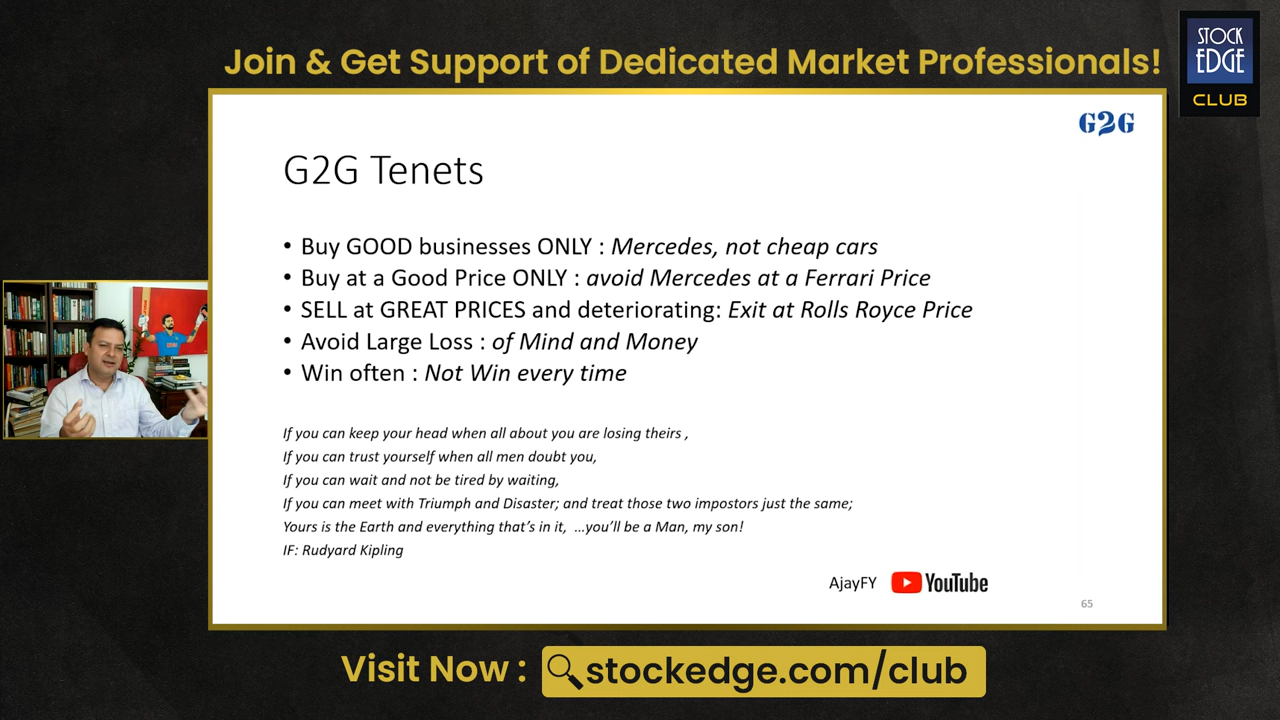 Join & Get Support of Dedicated Market Professionals!
STOCK
EDGE
CLUB
G2G
G2G Tenets
• Buy GOOD businesses ONLY : Mercedes, not cheap cars
• Buy at a Good Price ONLY : avoid Mercedes at a Ferrari Price
• SELL at GREAT PRICES and deteriorating: Exit at Rolls Royce Price
• Avoid Large Loss : of Mind and Money
• Win often : Not Win every time
If you can keep your head when all about you are losing theirs ,
If you can trust yourself when all men doubt you,
If you can wait and not be tired by waiting,
If you can meet with Triumph and Disaster; and treat those two impostors just the same;
Yours is the Earth and everything that's in it, ...you'll be a Man, my son!
IF: Rudyard Kipling
AjayFY YouTube
65
Visit Now : stockedge.com/club